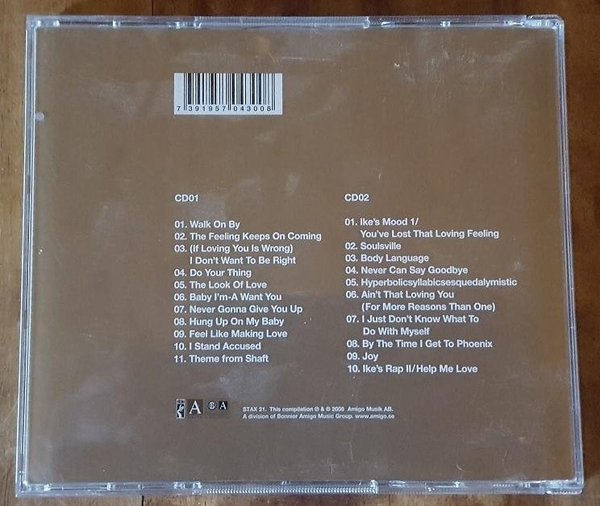 7 391957 043008
CD01
01. Walk On By
02. The Feeling Keeps On Coming
03. (If Loving You Is Wrong)
I Don't Want To Be Right
04. Do Your Thing
05. The Look Of Love
06. Baby I'm-A Want You
07. Never Gonna Give You Up
08. Hung Up On My Baby
09. Feel Like Making Love
10. I Stand Accused
11. Theme from Shaft
CD02
01. Ike's Mood 1/
You've Lost That Loving Feeling
02. Soulsville
03. Body Language
04. Never Can Say Goodbye
05. Hyperbolicsyllabicsesquedalymistic
06. Ain't That Loving You
(For More Reasons Than One)
07. I Just Don't Know What To
Do With Myself
08. By The Time I Get To Phoenix
09. Joy
10. Ike's Rap II/Help Me Love
A
A
STAX 21. This compilation ℗ & © 2006 Amigo Musik AB.
A division of Bonnier Amigo Music Group. www.amigo.se